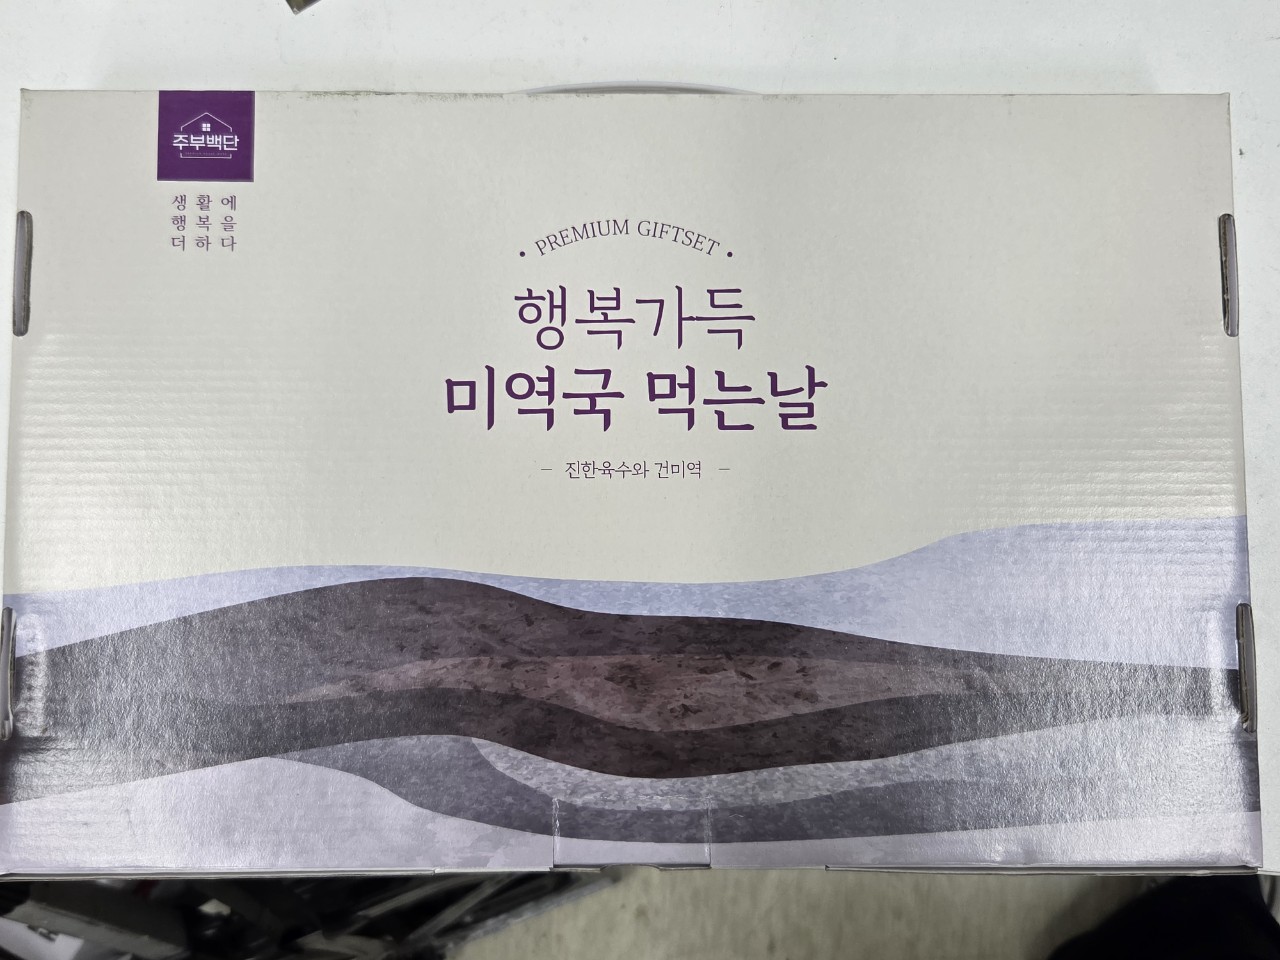 주부백단
생활에
행복을
더하다
• PREMIUM GIFTSET •
행복가득
미역국 먹는날
- 진한육수와 건미역 -